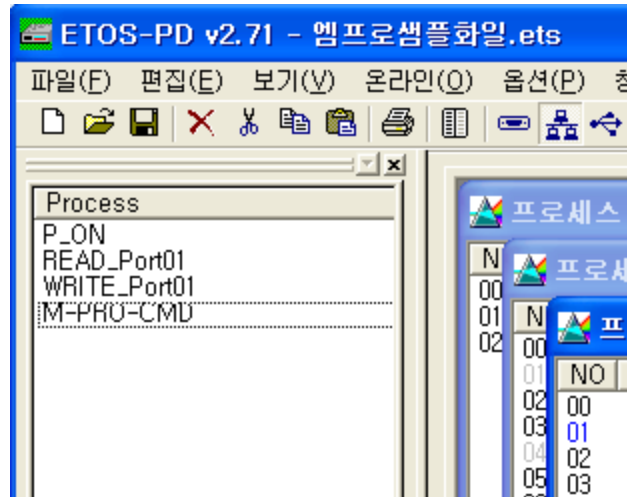 ETOS-PD v2.71 - 엠프로샘플화일.ets
파일(F) 편집(E) 보기(V) 온라인(O) 옵션(P)
Process
P_ON
READ_Port01
WRITE_Port01
M-PRO-CMD
프로세스
N
00
01
02
프로세
N
00
01
02
03
04
05
프
NO
00
01
02
03